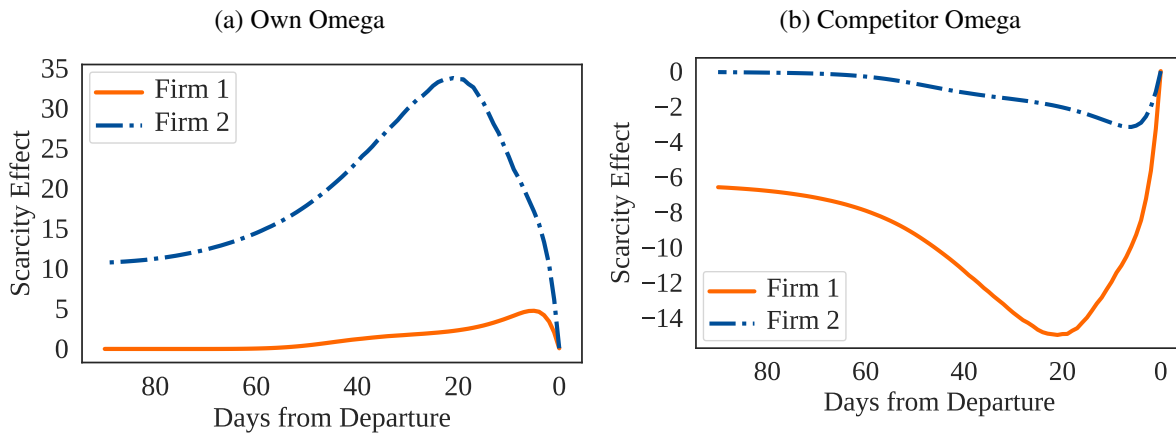 (a) Own Omega
35
30
25
20
15
10
5
0
Scarcity Effect
Firm 1
Firm 2
80 60 40 20 0
Days from Departure
(b) Competitor Omega
0
−2
−4
−6
−8
−10
−12
−14
Scarcity Effect
Firm 1
Firm 2
80 60 40 20 0
Days from Departure